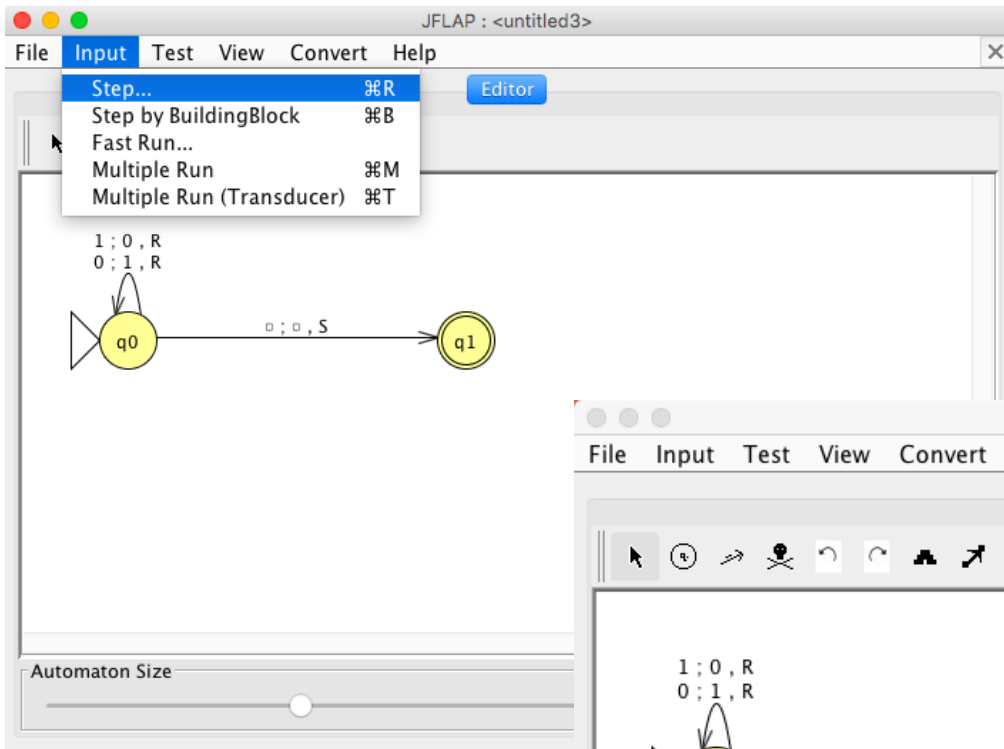 JFLAP : <untitled3>
File Input Test View Convert Help
Editor
Step... ⌘R
Step by BuildingBlock ⌘B
Fast Run...
Multiple Run ⌘M
Multiple Run (Transducer) ⌘T
1 ; 0 , R
0 ; 1 , R
□ ; □ , S
q0
q1
Automaton Size
File Input Test View Convert
q
1 ; 0 , R
0 ; 1 , R